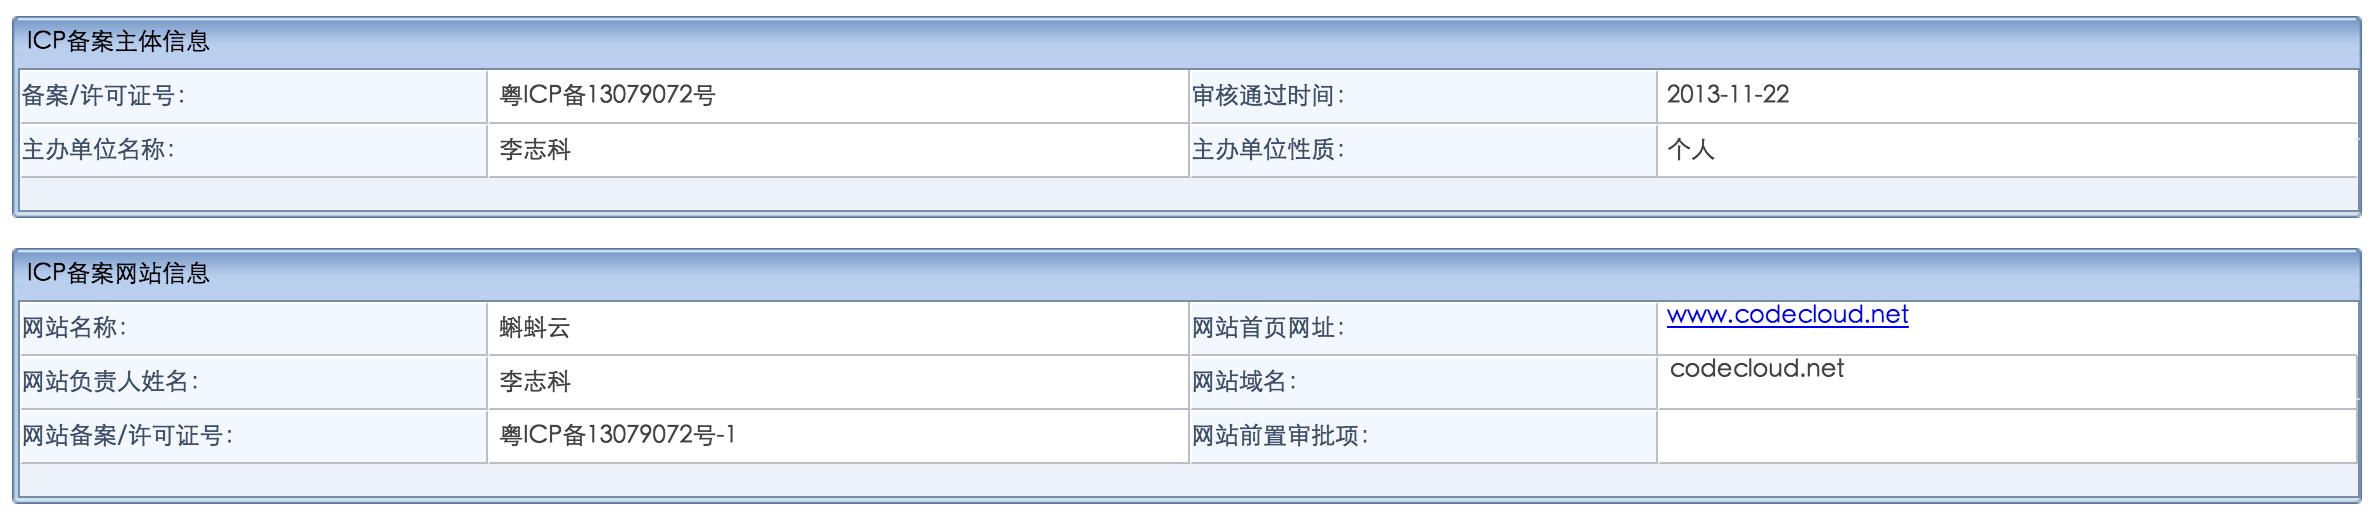 ICP备案主体信息
备案/许可证号： 粤ICP备13079072号 审核通过时间： 2013-11-22
主办单位名称： 李志科 主办单位性质： 个人
ICP备案网站信息
网站名称： 蝌蚪云 网站首页网址： www.codecloud.net
网站负责人姓名： 李志科 网站域名： codecloud.net
网站备案/许可证号： 粤ICP备13079072号-1 网站前置审批项：